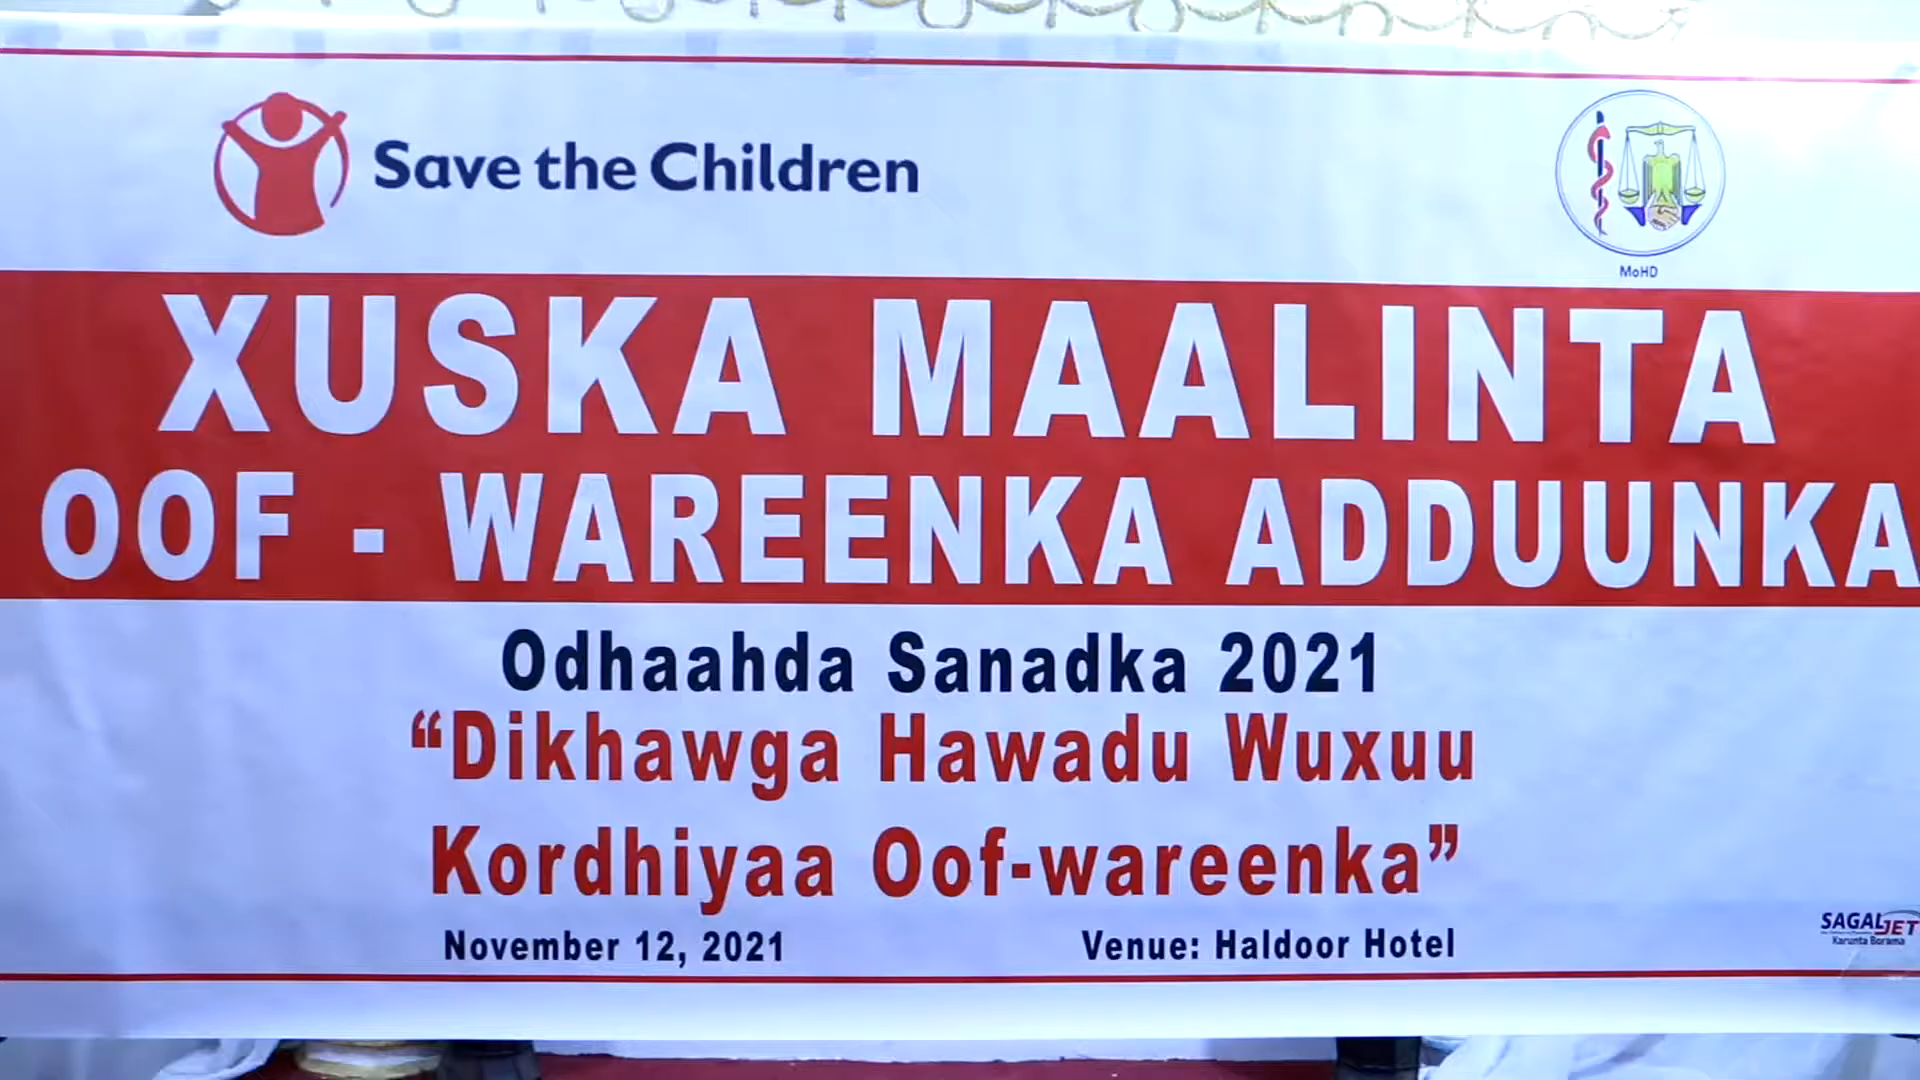 Save the Children
MoHD
XUSKA MAALINTA
OOF - WAREENKA ADDUUNKA
Odhaahda Sanadka 2021
“Dikhawga Hawadu Wuxuu
Kordhiyaa Oof-wareenka”
November 12, 2021
Venue: Haldoor Hotel
SAGALJET
Karunta Borama